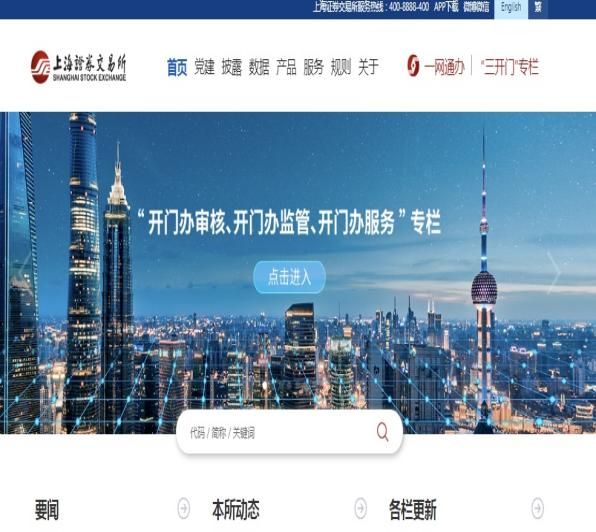 上海证券交易所服务热线：400-8888-400 APP下载 微博微信 English 繁
上海證券交易所
SHANGHAI STOCK EXCHANGE
首页 党建 披露 数据 产品 服务 规则 关于 一网通办 “三开门”专栏
“开门办审核、开门办监管、开门办服务”专栏
点击进入
代码 / 简称 / 关键词
要闻 本所动态 各栏更新